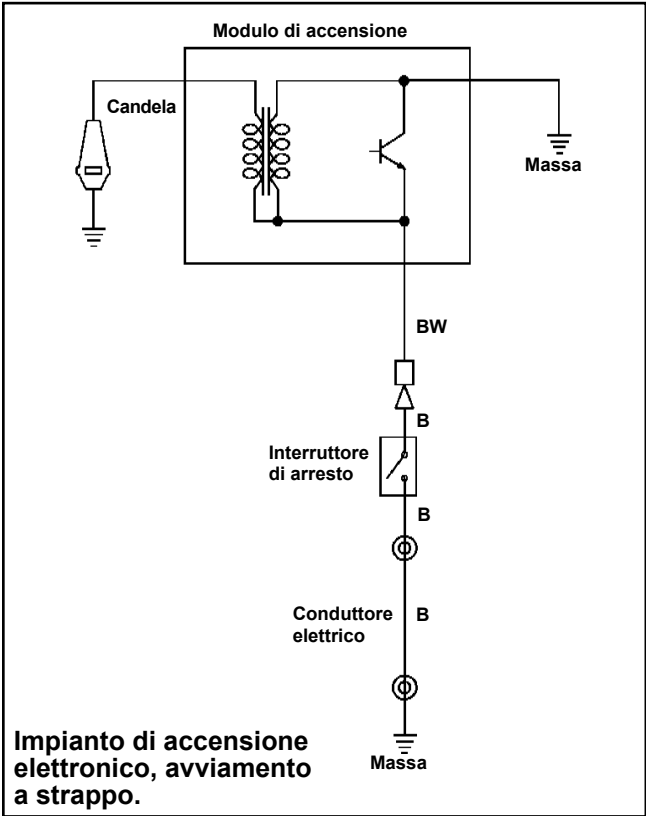 Modulo di accensione
Candela
Massa
BW
B
Interruttore
di arresto
B
Conduttore
elettrico
B
Massa
Impianto di accensione
elettronico, avviamento
a strappo.